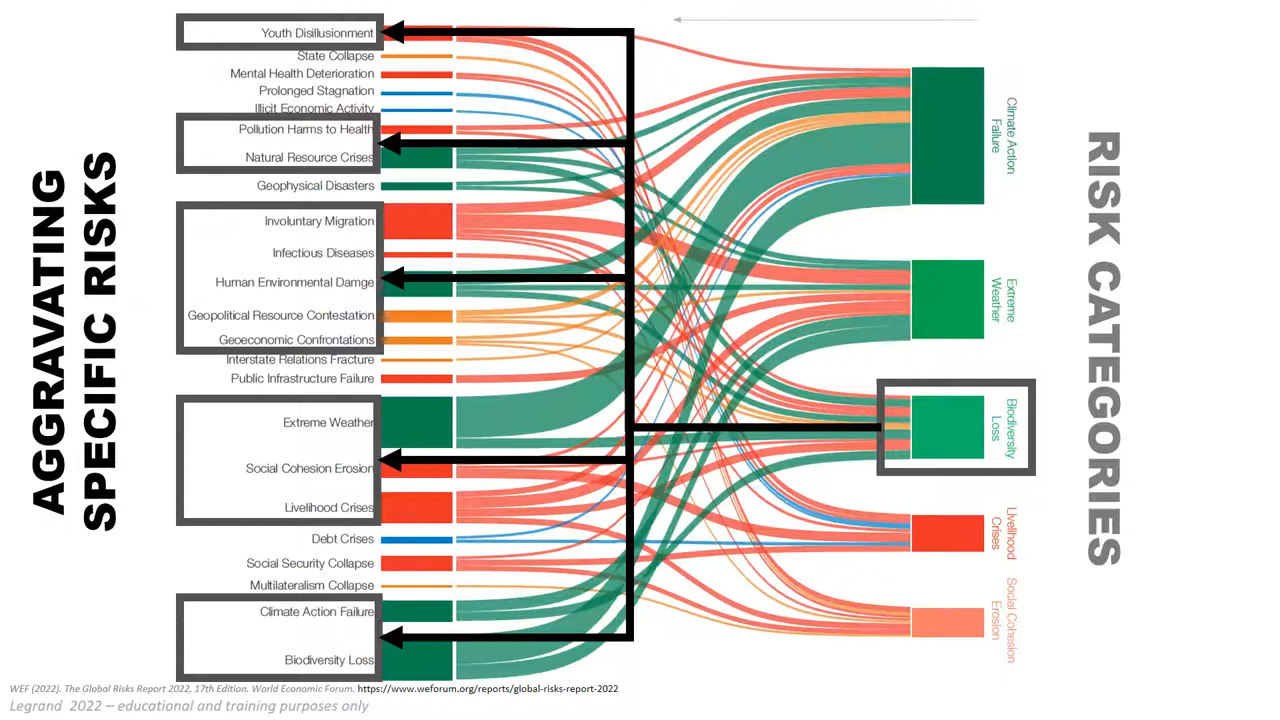 AGGRAVATING
SPECIFIC RISKS
Youth Disillusionment
State Collapse
Mental Health Deterioration
Prolonged Stagnation
Illicit Economic Activity
Pollution Harms to Health
Natural Resource Crises
Geophysical Disasters
Involuntary Migration
Infectious Diseases
Human Environmental Damge
Geopolitical Resource Contestation
Geoeconomic Confrontations
Interstate Relations Fracture
Public Infrastructure Failure
Extreme Weather
Social Cohesion Erosion
Livelihood Crises
Debt Crises
Social Security Collapse
Multilateralism Collapse
Climate Action Failure
Biodiversity Loss
Climate Action
Failure
Extreme
Weather
Biodiversity
Loss
Livelihood
Crises
Social Cohesion
Erosion
RISK CATEGORIES
WEF (2022). The Global Risks Report 2022, 17th Edition. World Economic Forum. https://www.weforum.org/reports/global-risks-report-2022
Legrand 2022 – educational and training purposes only